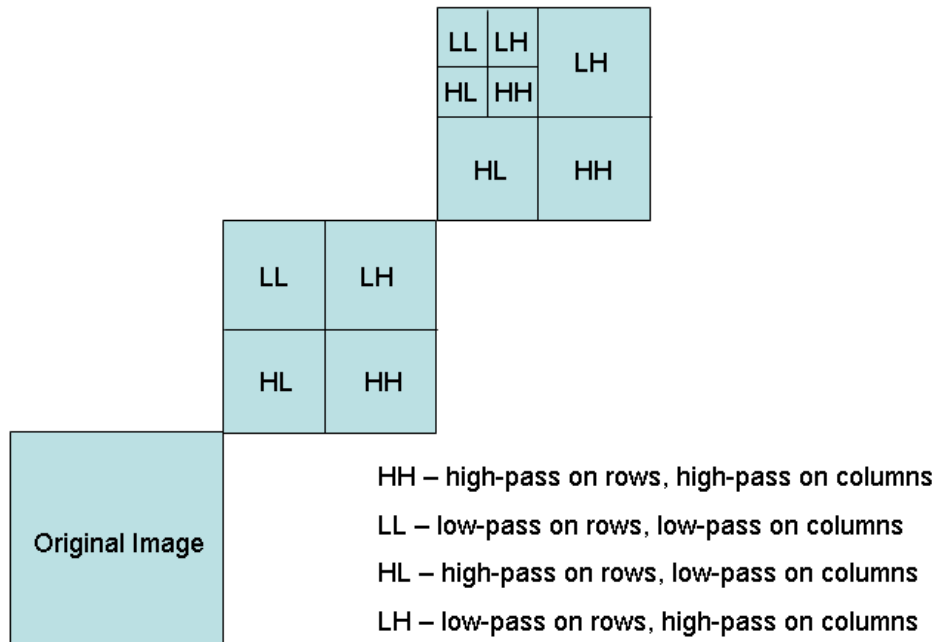 LL LH
LH
HL HH
HL HH
LL LH
HL HH
Original Image
HH – high-pass on rows, high-pass on columns
LL – low-pass on rows, low-pass on columns
HL – high-pass on rows, low-pass on columns
LH – low-pass on rows, high-pass on columns